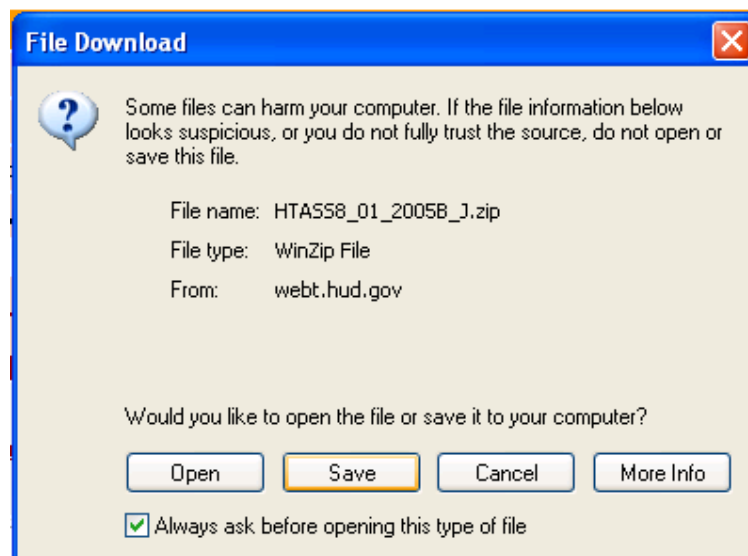 File Download
Some files can harm your computer. If the file information below
looks suspicious, or you do not fully trust the source, do not open or
save this file.
File name: HTASS8_01_2005B_J.zip
File type: WinZip File
From: webt.hud.gov
Would you like to open the file or save it to your computer?
Open Save Cancel More Info
Always ask before opening this type of file